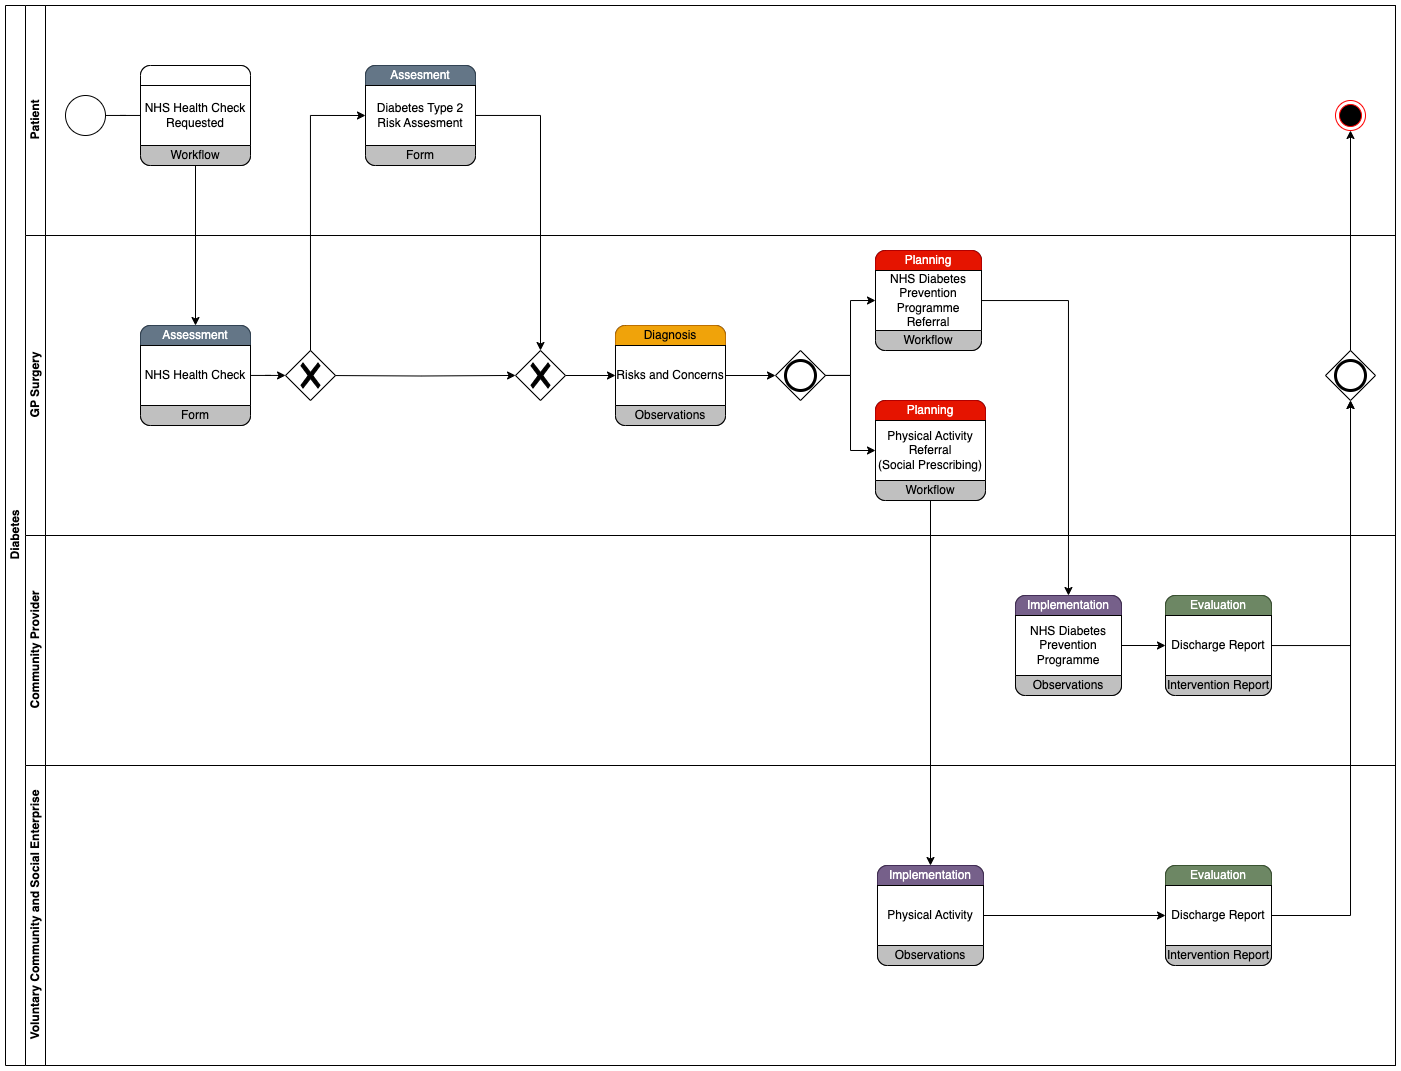 Diabetes
Patient
NHS Health Check
Requested
Workflow
Assesment
Diabetes Type 2
Risk Assesment
Form
GP Surgery
Assessment
NHS Health Check
Form
Diagnosis
Risks and Concerns
Observations
Planning
NHS Diabetes
Prevention
Programme
Referral
Workflow
Planning
Physical Activity
Referral
(Social Prescribing)
Workflow
Community Provider
Implementation
NHS Diabetes
Prevention
Programme
Observations
Evaluation
Discharge Report
Intervention Report
Voluntary Community and Social Enterprise
Implementation
Physical Activity
Observations
Evaluation
Discharge Report
Intervention Report